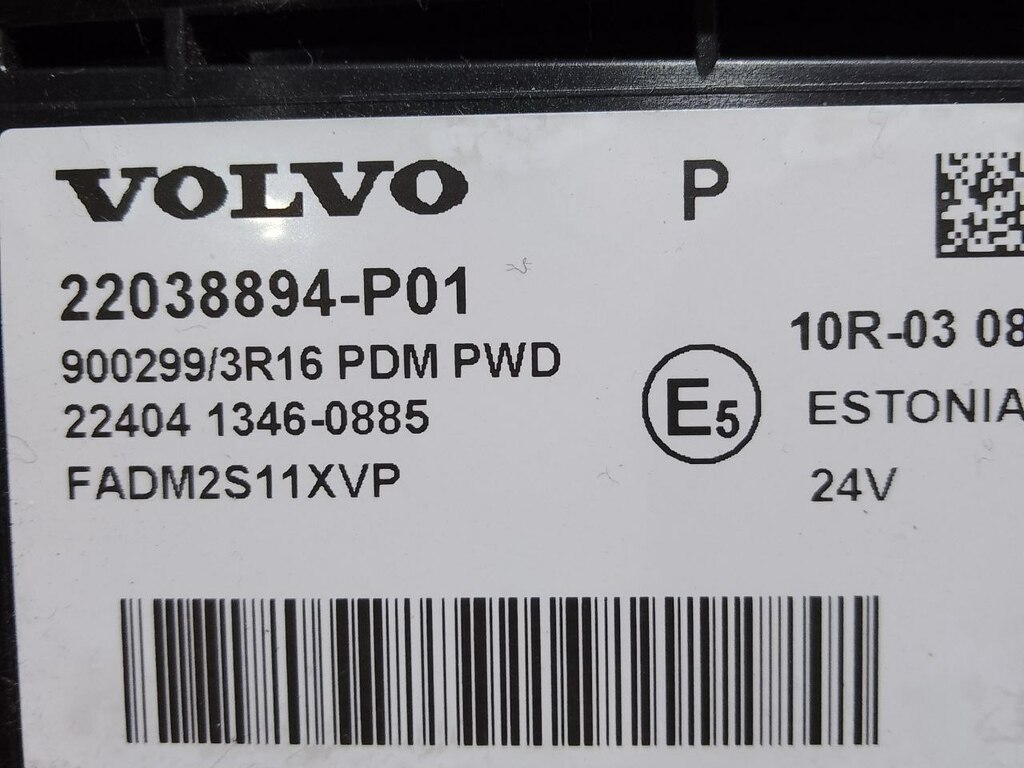 VOLVO P
22038894-P01
10R-03 08
900299/3R16 PDM PWD
E5
22404 1346-0885
ESTONIA
FADM2S11XVP
24V